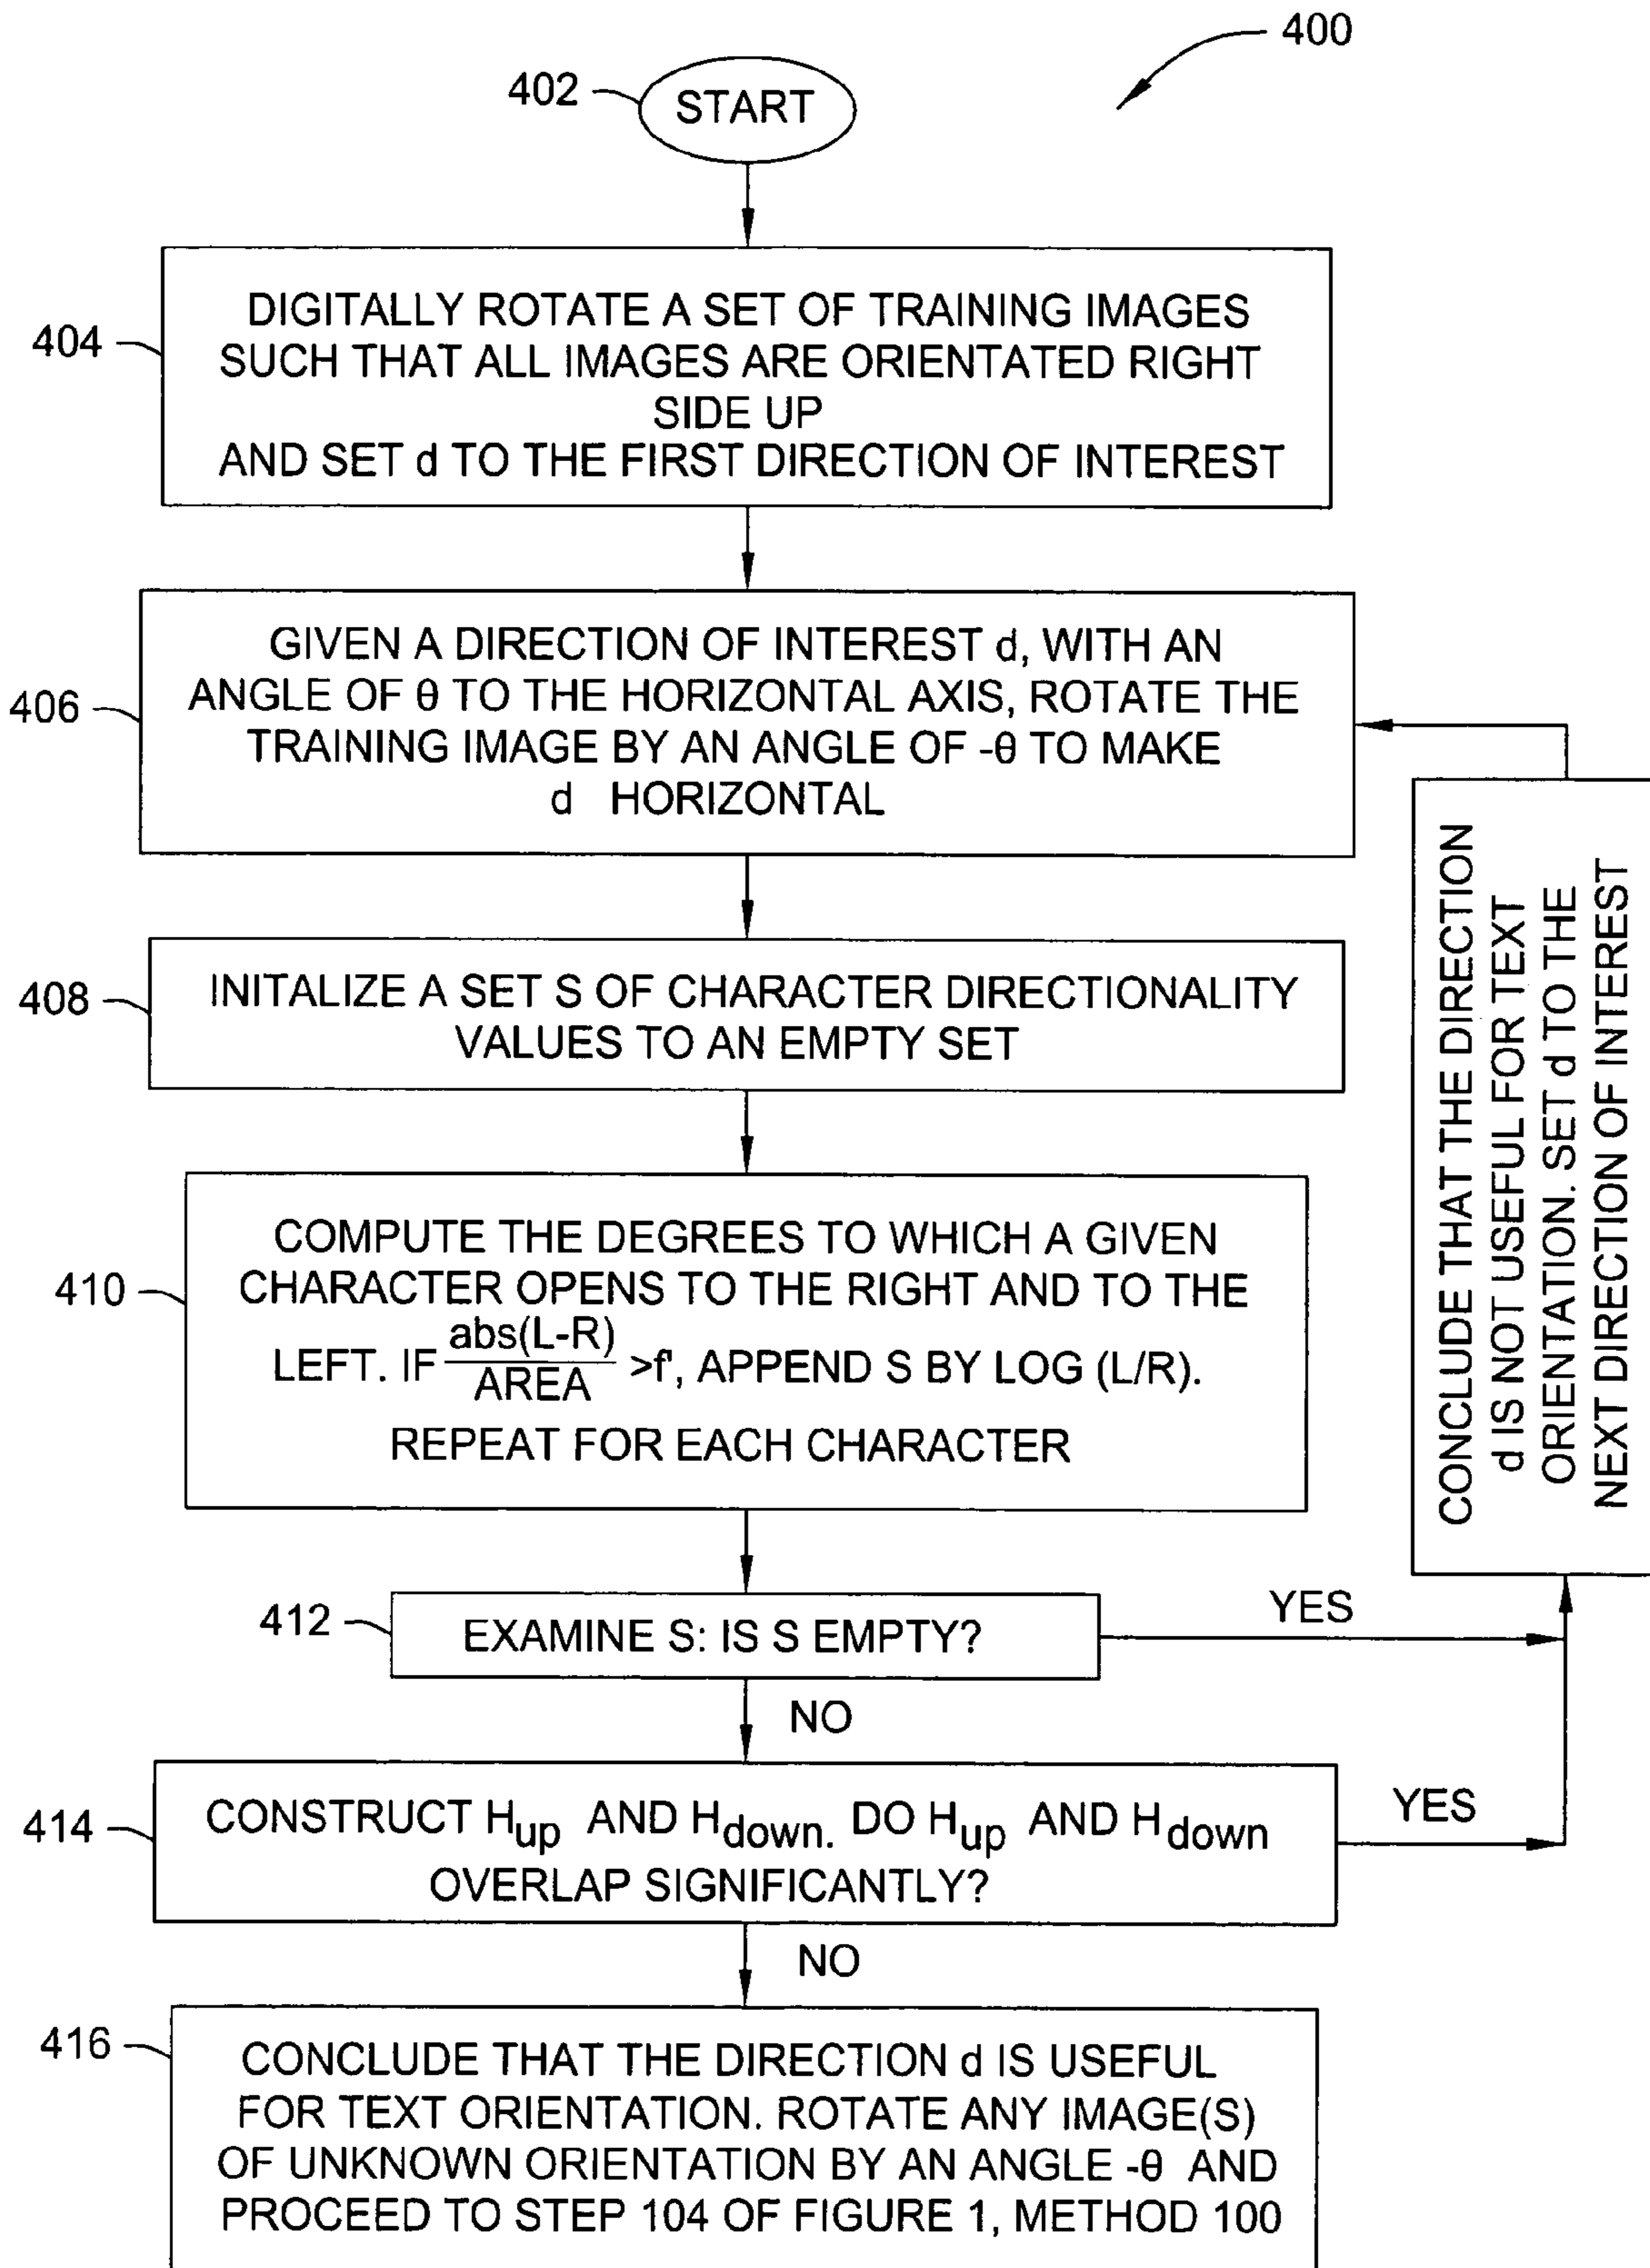 400
402
START
404
DIGITALLY ROTATE A SET OF TRAINING IMAGES
SUCH THAT ALL IMAGES ARE ORIENTATED RIGHT
SIDE UP
AND SET d TO THE FIRST DIRECTION OF INTEREST
406
GIVEN A DIRECTION OF INTEREST d, WITH AN
ANGLE OF θ TO THE HORIZONTAL AXIS, ROTATE THE
TRAINING IMAGE BY AN ANGLE OF -θ TO MAKE
d HORIZONTAL
408
INITALIZE A SET S OF CHARACTER DIRECTIONALITY
VALUES TO AN EMPTY SET
410
COMPUTE THE DEGREES TO WHICH A GIVEN
CHARACTER OPENS TO THE RIGHT AND TO THE
LEFT. IF abs(L-R)/AREA >f', APPEND S BY LOG (L/R).
REPEAT FOR EACH CHARACTER
412
EXAMINE S: IS S EMPTY?
YES
NO
414
CONSTRUCT Hup AND Hdown. DO Hup AND Hdown
OVERLAP SIGNIFICANTLY?
YES
NO
416
CONCLUDE THAT THE DIRECTION d IS USEFUL
FOR TEXT ORIENTATION. ROTATE ANY IMAGE(S)
OF UNKNOWN ORIENTATION BY AN ANGLE -θ AND
PROCEED TO STEP 104 OF FIGURE 1, METHOD 100
CONCLUDE THAT THE DIRECTION
d IS NOT USEFUL FOR TEXT
ORIENTATION. SET d TO THE
NEXT DIRECTION OF INTEREST